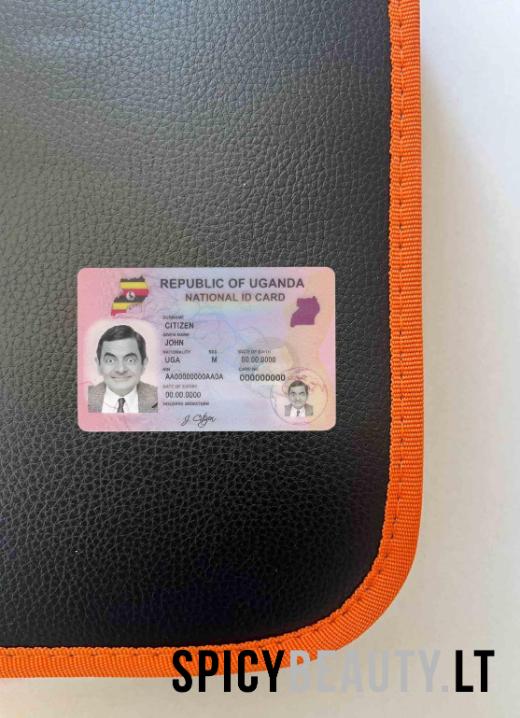 REPUBLIC OF UGANDA
NATIONAL ID CARD
SURNAME
CITIZEN
GIVEN NAME
JOHN
NATIONALITY SEX DATE OF BIRTH
UGA M 00.00.0000
NIN CARD NO.
AA00000000AA0A 000000000
DATE OF EXPIRY
00.00.0000
HOLDER'S SIGNATURE
J. Citizen
SPICYBEAUTY.LT